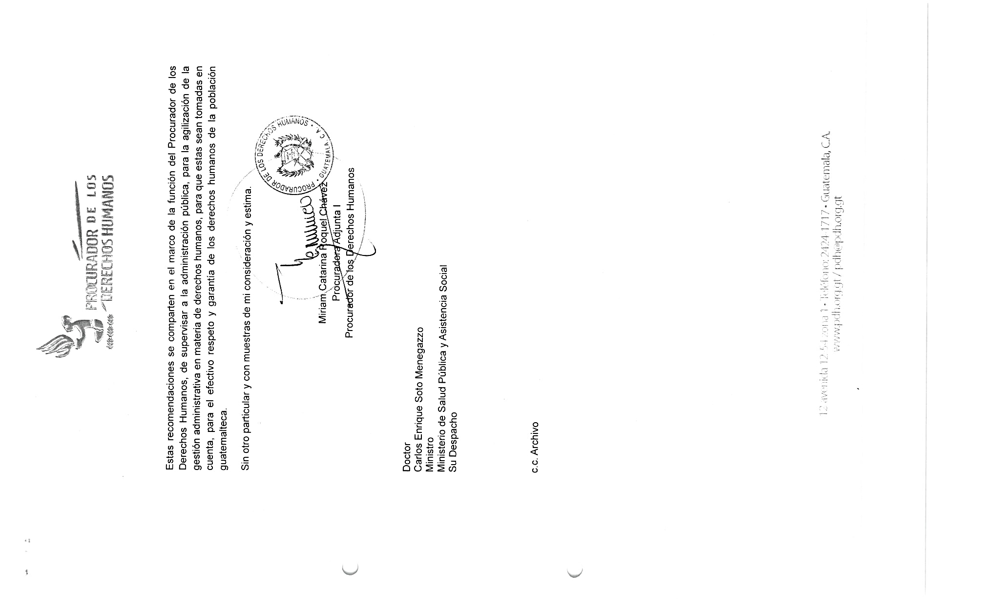 PROCURADOR DE LOS
DERECHOS HUMANOS
Estas recomendaciones se comparten en el marco de la función del Procurador de los
Derechos Humanos, de supervisar a la administración pública, para la agilización de la
gestión administrativa en materia de derechos humanos, para que estas sean tomadas en
cuenta, para el efectivo respeto y garantía de los derechos humanos de la población
guatemalteca.
Sin otro particular y con muestras de mi consideración y estima.
PROCURADOR DE LOS DERECHOS HUMANOS • GUATEMALA, C.A. •
Miriam Catarina Roquel Chávez
Procuradora Adjunta I
Procurador de los Derechos Humanos
Doctor
Carlos Enrique Soto Menegazzo
Ministro
Ministerio de Salud Pública y Asistencia Social
Su Despacho
c.c. Archivo
12 avenida 12-54 zona 1 • Teléfono: 2424-1717 • Guatemala, C.A.
www.pdh.org.gt / pdh@pdh.org.gt